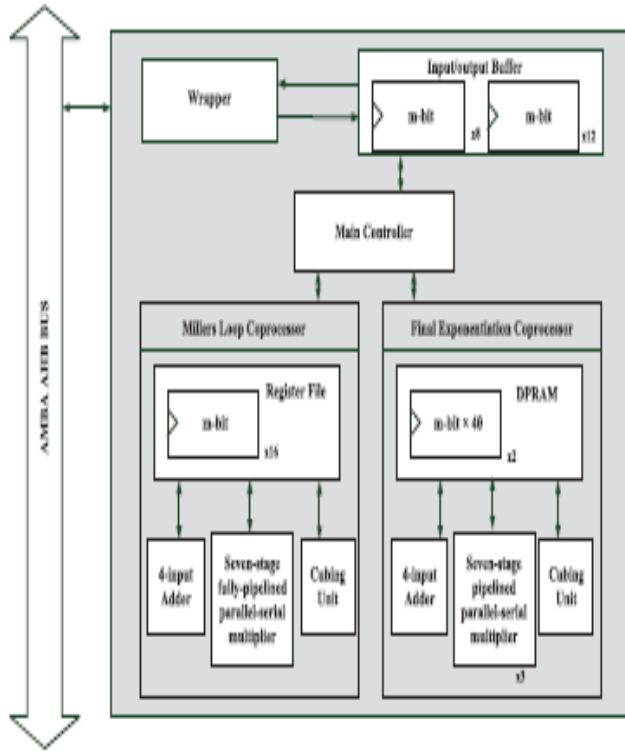 AMBA AHB BUS
Wrapper
Input/output Buffer
m-bit
x8
m-bit
x12
Main Controller
Millers Loop Coprocessor
Register File
m-bit
x16
4-input
Adder
Seven-stage
fully-pipelined
parallel-serial
multiplier
Cubing
Unit
Final Exponentiation Coprocessor
DPRAM
m-bit × 40
x2
4-input
Adder
Seven-stage
pipelined
parallel-serial
multiplier
x3
Cubing
Unit